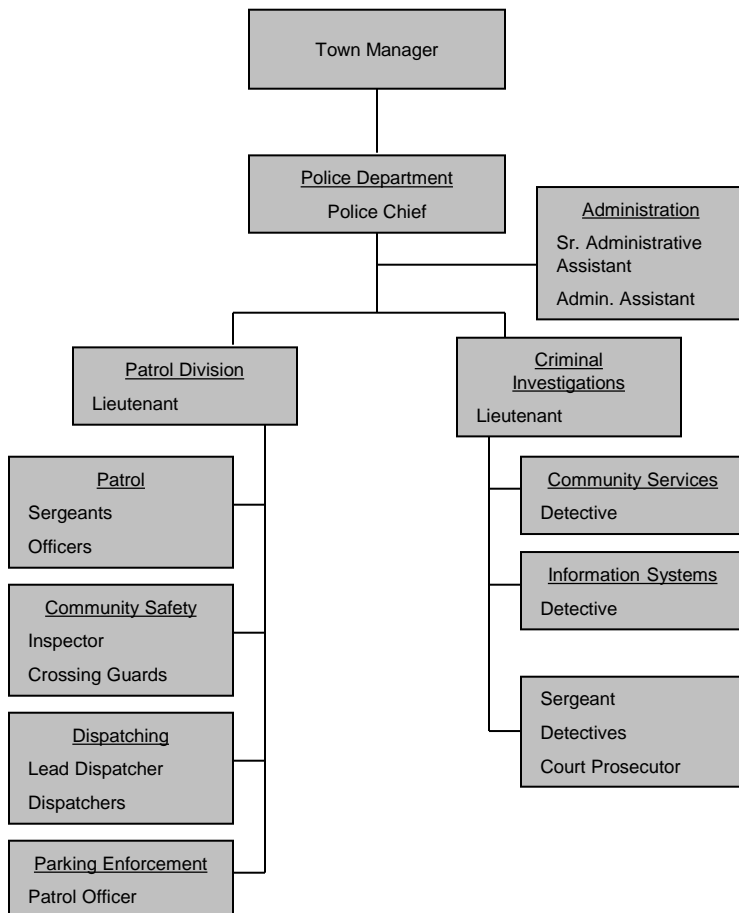 Town Manager
Police Department
Police Chief
Administration
Sr. Administrative
Assistant
Admin. Assistant
Patrol Division
Lieutenant
Criminal
Investigations
Lieutenant
Patrol
Sergeants
Officers
Community Safety
Inspector
Crossing Guards
Dispatching
Lead Dispatcher
Dispatchers
Parking Enforcement
Patrol Officer
Community Services
Detective
Information Systems
Detective
Sergeant
Detectives
Court Prosecutor